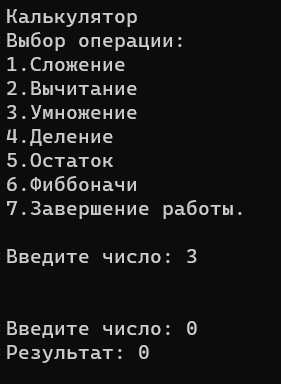 Калькулятор
Выбор операции:
1.Сложение
2.Вычитание
3.Умножение
4.Деление
5.Остаток
6.Фиббоначи
7.Завершение работы.
Введите число: 3
Введите число: 0
Результат: 0